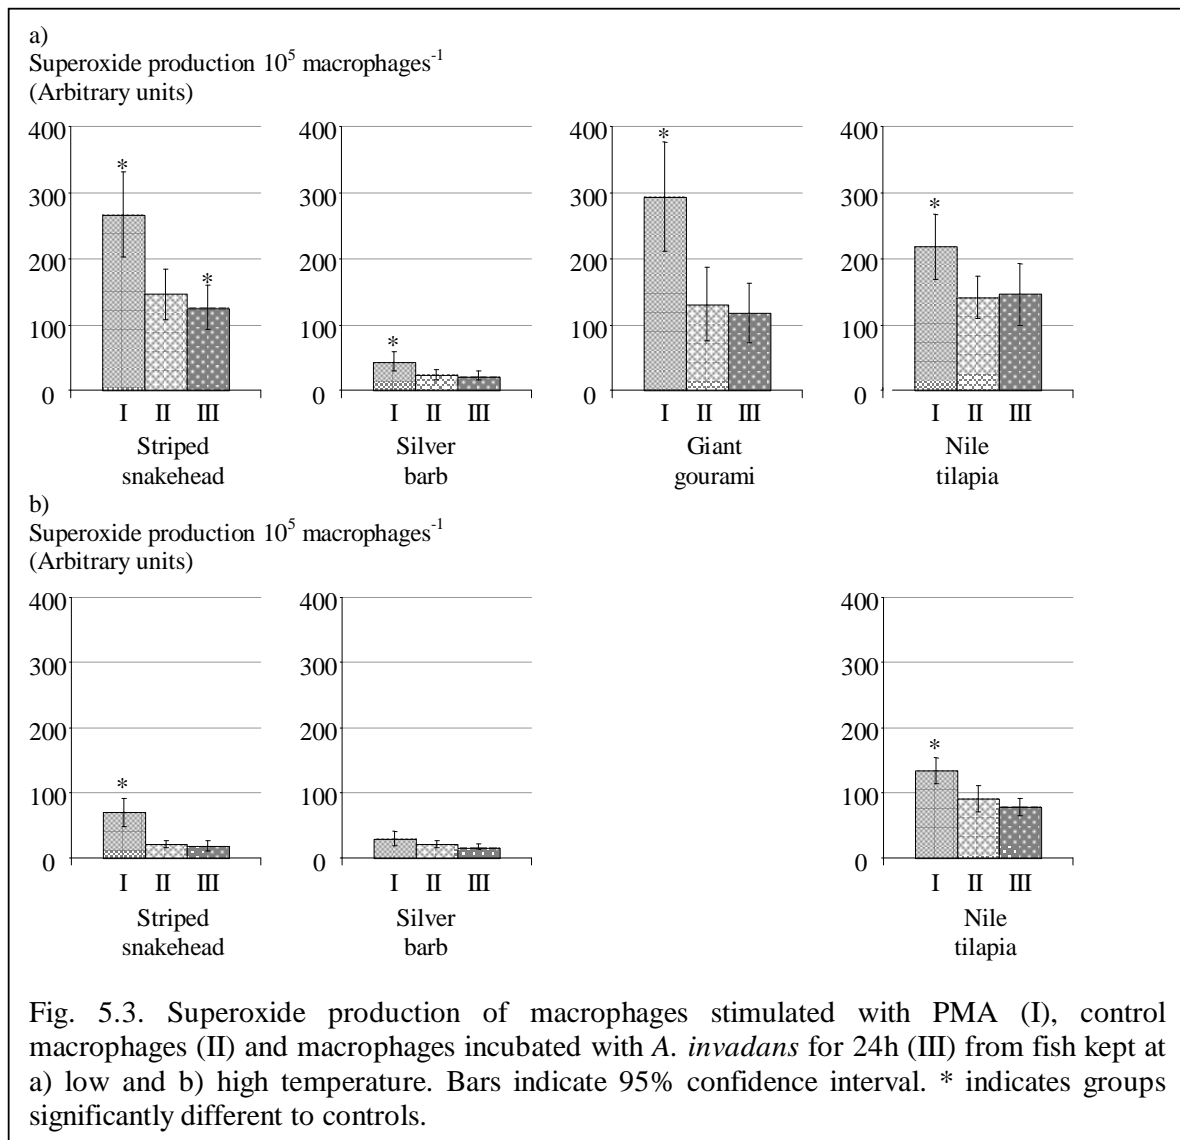 a)
Superoxide production 10⁵ macrophages⁻¹
(Arbitrary units)
400 400 400 400
* * * *
300 300 300 300
*
200 200 200 200
100 100 100 100
0 0 0 0
I II III I II III I II III I II III
Striped Silver Giant Nile
snakehead barb gourami tilapia
b)
Superoxide production 10⁵ macrophages⁻¹
(Arbitrary units)
400 400 400
300 300 300
200 200 200
* *
100 100 100
0 0 0
I II III I II III I II III
Striped Silver Nile
snakehead barb tilapia
Fig. 5.3. Superoxide production of macrophages stimulated with PMA (I), control
macrophages (II) and macrophages incubated with A. invadans for 24h (III) from fish kept at
a) low and b) high temperature. Bars indicate 95% confidence interval. * indicates groups
significantly different to controls.